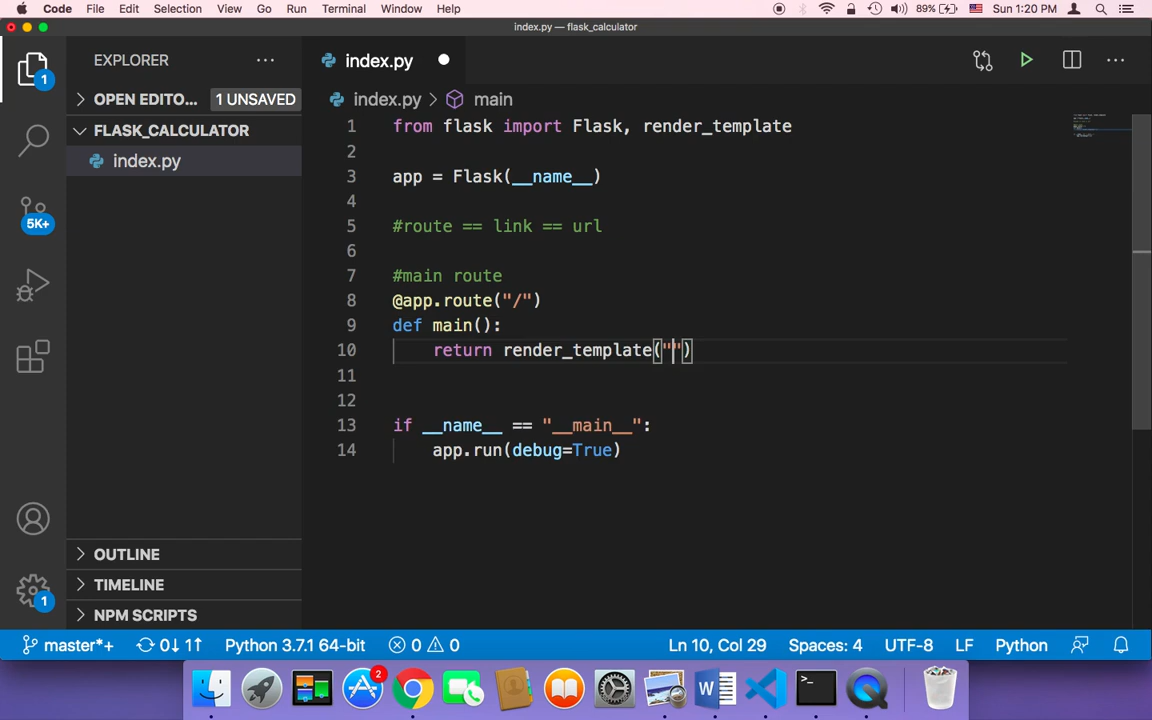 Code File Edit Selection View Go Run Terminal Window Help 89% Sun 1:20 PM
index.py — flask_calculator
EXPLORER
index.py
1
OPEN EDITO... 1 UNSAVED
index.py > main
FLASK_CALCULATOR
index.py
5K+
1 from flask import Flask, render_template
2
3 app = Flask(__name__)
4
5 #route == link == url
6
7 #main route
8 @app.route("/")
9 def main():
10 return render_template("")
11
12
13 if __name__ == "__main__":
14 app.run(debug=True)
OUTLINE
TIMELINE
1
NPM SCRIPTS
master*+ 0↓ 1↑ Python 3.7.1 64-bit 0 0 Ln 10, Col 29 Spaces: 4 UTF-8 LF Python
2